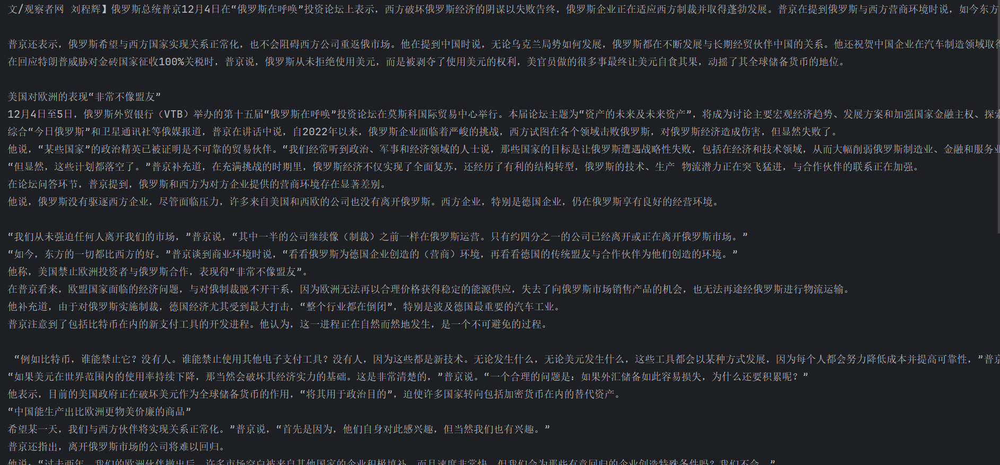 文/观察者网 刘程辉】俄罗斯总统普京12月4日在“俄罗斯在呼唤”投资论坛上表示，西方破坏俄罗斯经济的阴谋以失败告终，俄罗斯企业正在适应西方制裁并取得蓬勃发展。普京在提到俄罗斯与西方营商环境时说，如今东方
普京还表示，俄罗斯希望与西方国家实现关系正常化，也不会阻碍西方公司重返俄市场。他在提到中国时说，无论乌克兰局势如何发展，俄罗斯都在不断发展与长期经贸伙伴中国的关系。他还祝贺中国企业在汽车制造领域取得
在回应特朗普威胁对金砖国家征收100%关税时，普京说，俄罗斯从未拒绝使用美元，而是被剥夺了使用美元的权利，美官员做的很多事最终让美元自食其果，动摇了其全球储备货币的地位。
美国对欧洲的表现“非常不像盟友”
12月4日至5日，俄罗斯外贸银行（VTB）举办的第十五届“俄罗斯在呼唤”投资论坛在莫斯科国际贸易中心举行。本届论坛主题为“资产的未来及未来资产”，将成为讨论主要宏观经济趋势、发展方案和加强国家金融主权、探索
综合“今日俄罗斯”和卫星通讯社等俄媒报道，普京在讲话中说，自2022年以来，俄罗斯企业面临着严峻的挑战，西方试图在各个领域击败俄罗斯，对俄罗斯经济造成伤害，但显然失败了。
他说，“某些国家”的政治精英已被证明是不可靠的贸易伙伴。“我们经常听到政治、军事和经济领域的人士说，那些国家的目标是让俄罗斯遭遇战略性失败，包括在经济和技术领域，从而大幅削弱俄罗斯制造业、金融和服务业
“但显然，这些计划都落空了。”普京补充道，在充满挑战的时期里，俄罗斯经济不仅实现了全面复苏，还经历了有利的结构转型，俄罗斯的技术、生产 物流潜力正在突飞猛进，与合作伙伴的联系正在加强。
在论坛问答环节，普京提到，俄罗斯和西方为对方企业提供的营商环境存在显著差别。
他说，俄罗斯没有驱逐西方企业，尽管面临压力，许多来自美国和西欧的公司也没有离开俄罗斯。西方企业，特别是德国企业，仍在俄罗斯享有良好的经营环境。
“我们从未强迫任何人离开我们的市场，”普京说，“其中一半的公司继续像（制裁）之前一样在俄罗斯运营。只有约四分之一的公司已经离开或正在离开俄罗斯市场。”
“如今，东方的一切都比西方的好。”普京谈到商业环境时说，“看看俄罗斯为德国企业创造的（营商）环境，再看看德国的传统盟友与合作伙伴为他们创造的环境。”
他称，美国禁止欧洲投资者与俄罗斯合作，表现得“非常不像盟友”。
在普京看来，欧盟国家面临的经济问题，与对俄制裁脱不开干系，因为欧洲无法再以合理价格获得稳定的能源供应，失去了向俄罗斯市场销售产品的机会，也无法再途经俄罗斯进行物流运输。
他补充道，由于对俄罗斯实施制裁，德国经济尤其受到最大打击，“整个行业都在倒闭”，特别是波及德国最重要的汽车工业。
普京注意到了包括比特币在内的新支付工具的开发进程。他认为，这一进程正在自然而然地发生，是一个不可避免的过程。
“例如比特币，谁能禁止它？没有人。谁能禁止使用其他电子支付工具？没有人，因为这些都是新技术。无论发生什么，无论美元发生什么，这些工具都会以某种方式发展，因为每个人都会努力降低成本并提高可靠性，”普京
“如果美元在世界范围内的使用率持续下降，那当然会破坏其经济实力的基础。这是非常清楚的，”普京说。“一个合理的问题是：如果外汇储备如此容易损失，为什么还要积累呢？”
他表示，目前的美国政府正在破坏美元作为全球储备货币的作用，“将其用于政治目的”，迫使许多国家转向包括加密货币在内的替代资产。
“中国能生产出比欧洲更物美价廉的商品”
希望某一天，我们与西方伙伴将实现关系正常化。”普京说，“首先是因为，他们自身对此感兴趣，但当然我们也有兴趣。”
普京还指出，离开俄罗斯市场的公司将难以回归。
他说：“过去两年，我们的欧洲伙伴撤出后，许多市场空白被来自其他国家的企业积极填补，而且速度非常快。但我们会为那些有意回归的企业创造特殊条件吗？我们不会。”